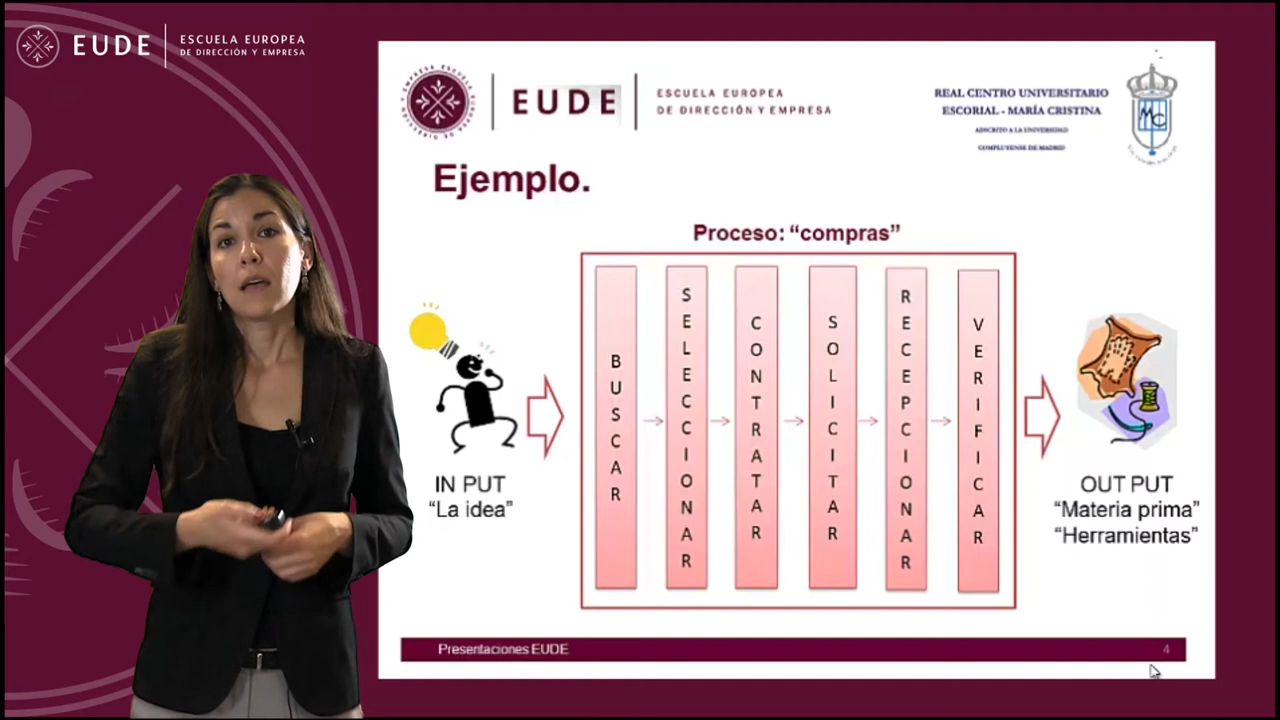 EUDE
ESCUELA EUROPEA
DE DIRECCIÓN Y EMPRESA
EUDE
ESCUELA EUROPEA
DE DIRECCIÓN Y EMPRESA
REAL CENTRO UNIVERSITARIO
ESCORIAL - MARÍA CRISTINA
ADSCRITO A LA UNIVERSIDAD
COMPLUTENSE DE MADRID
Ejemplo.
Proceso: “compras”
BUSCAR
SELECCIONAR
CONTRATAR
SOLICITAR
RECEPCIONAR
VERIFICAR
IN PUT
“La idea”
OUT PUT
“Materia prima”
“Herramientas”
Presentaciones EUDE
4